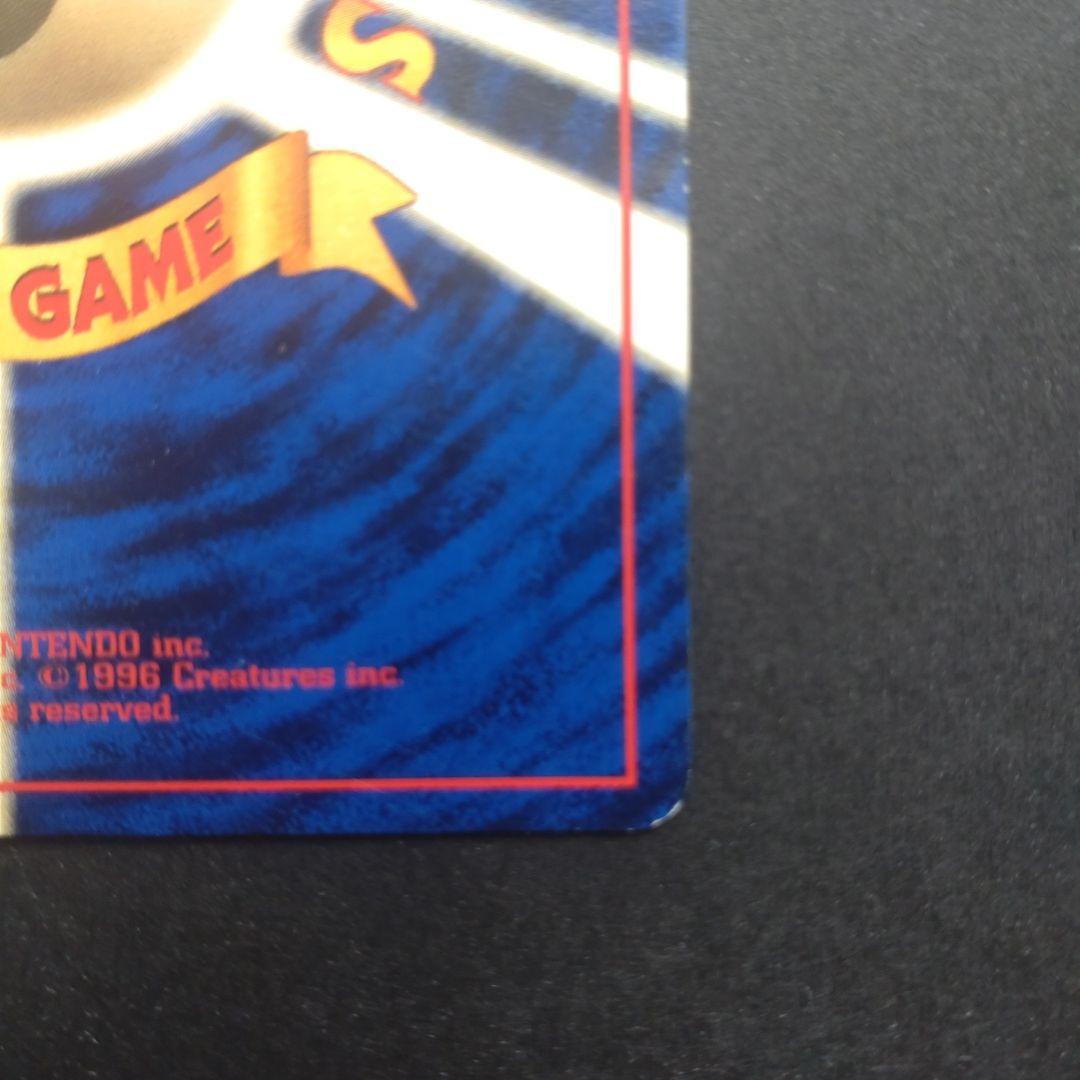 S
GAME
NTENDO inc.
©1996 Creatures inc.
reserved.